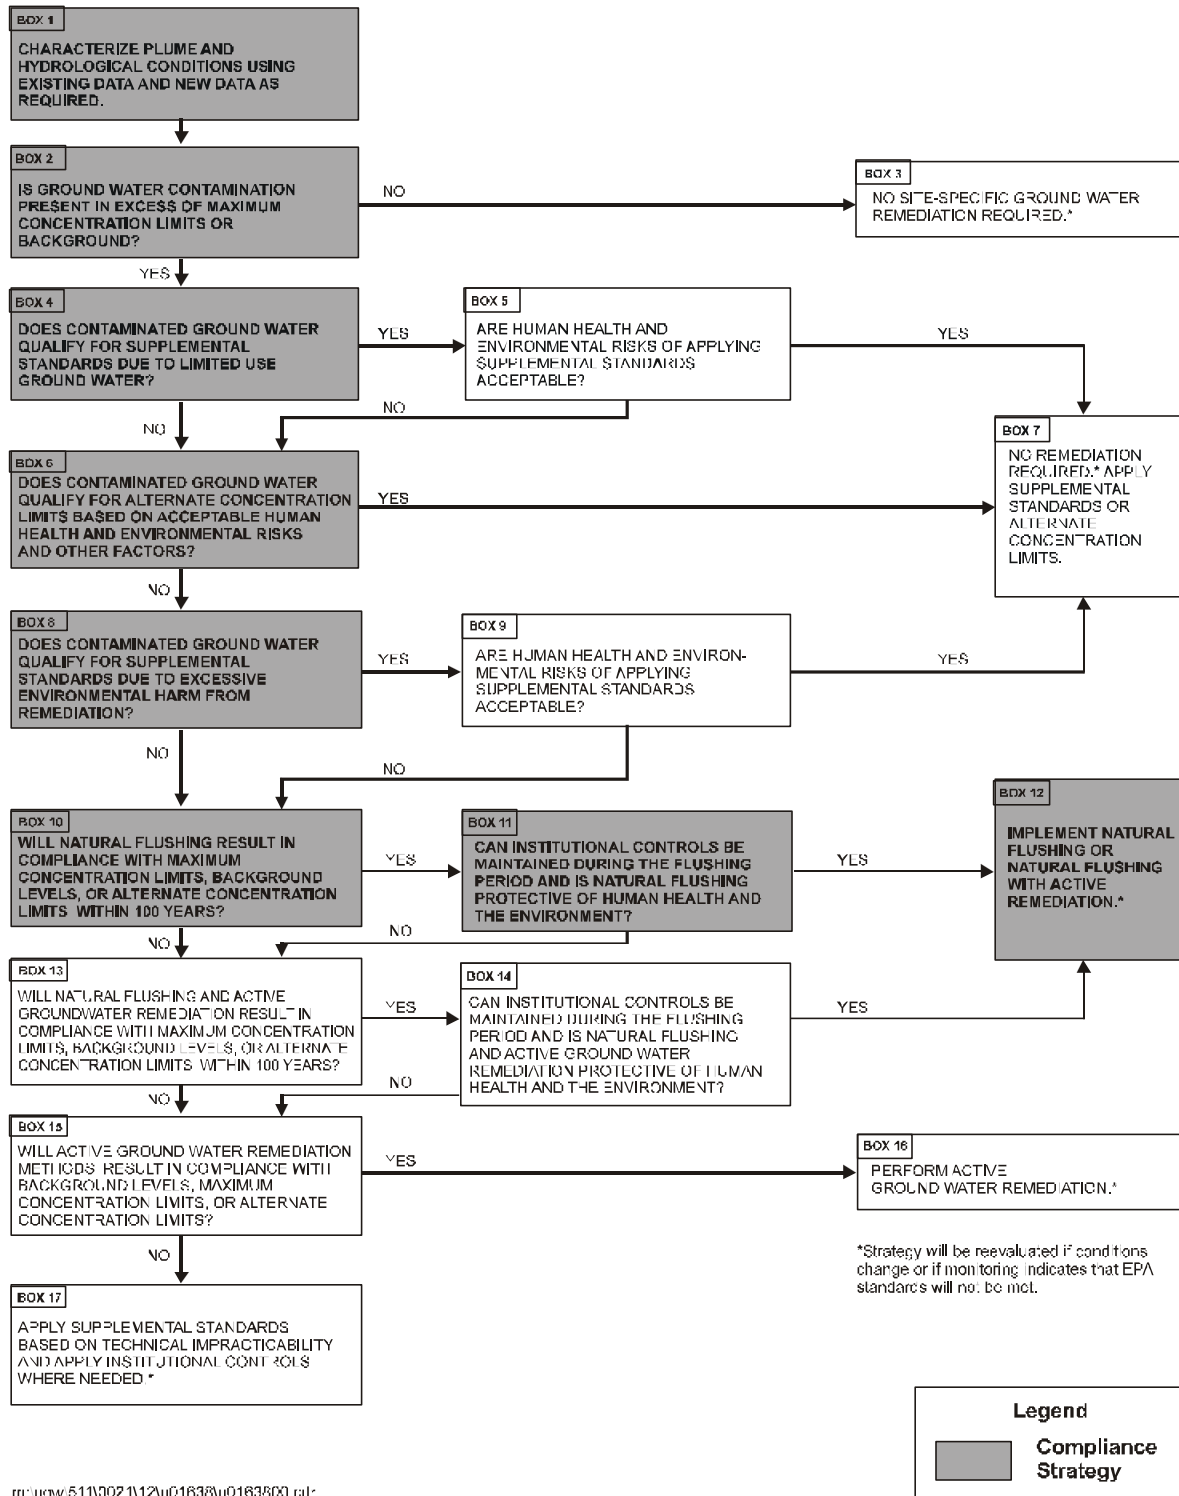 BOX 1
CHARACTERIZE PLUME AND
HYDROLOGICAL CONDITIONS USING
EXISTING DATA AND NEW DATA AS
REQUIRED.
BOX 2
IS GROUND WATER CONTAMINATION
PRESENT IN EXCESS OF MAXIMUM
CONCENTRATION LIMITS OR
BACKGROUND?
NO
BOX 3
NO SITE-SPECIFIC GROUND WATER
REMEDIATION REQUIRED.*
YES
BOX 4
DOES CONTAMINATED GROUND WATER
QUALIFY FOR SUPPLEMENTAL
STANDARDS DUE TO LIMITED USE
GROUND WATER?
YES
BOX 5
ARE HUMAN HEALTH AND
ENVIRONMENTAL RISKS OF APPLYING
SUPPLEMENTAL STANDARDS
ACCEPTABLE?
YES
NO
NO
BOX 6
DOES CONTAMINATED GROUND WATER
QUALIFY FOR ALTERNATE CONCENTRATION
LIMITS BASED ON ACCEPTABLE HUMAN
HEALTH AND ENVIRONMENTAL RISKS
AND OTHER FACTORS?
YES
BOX 7
NO REMEDIATION
REQUIRED.* APPLY
SUPPLEMENTAL
STANDARDS OR
ALTERNATE
CONCENTRATION
LIMITS.
NO
BOX 8
DOES CONTAMINATED GROUND WATER
QUALIFY FOR SUPPLEMENTAL
STANDARDS DUE TO EXCESSIVE
ENVIRONMENTAL HARM FROM
REMEDIATION?
YES
BOX 9
ARE HUMAN HEALTH AND ENVIRON-
MENTAL RISKS OF APPLYING
SUPPLEMENTAL STANDARDS
ACCEPTABLE?
YES
NO
NO
BOX 10
WILL NATURAL FLUSHING RESULT IN
COMPLIANCE WITH MAXIMUM
CONCENTRATION LIMITS, BACKGROUND
LEVELS, OR ALTERNATE CONCENTRATION
LIMITS WITHIN 100 YEARS?
YES
BOX 11
CAN INSTITUTIONAL CONTROLS BE
MAINTAINED DURING THE FLUSHING
PERIOD AND IS NATURAL FLUSHING
PROTECTIVE OF HUMAN HEALTH AND
THE ENVIRONMENT?
YES
BOX 12
IMPLEMENT NATURAL
FLUSHING OR
NATURAL FLUSHING
WITH ACTIVE
REMEDIATION.*
NO
NO
BOX 13
WILL NATURAL FLUSHING AND ACTIVE
GROUNDWATER REMEDIATION RESULT IN
COMPLIANCE WITH MAXIMUM CONCENTRATION
LIMITS, BACKGROUND LEVELS, OR ALTERNATE
CONCENTRATION LIMITS WITHIN 100 YEARS?
YES
BOX 14
CAN INSTITUTIONAL CONTROLS BE
MAINTAINED DURING THE FLUSHING
PERIOD AND IS NATURAL FLUSHING
AND ACTIVE GROUND WATER
REMEDIATION PROTECTIVE OF HUMAN
HEALTH AND THE ENVIRONMENT?
YES
NO
NO
BOX 15
WILL ACTIVE GROUND WATER REMEDIATION
METHODS RESULT IN COMPLIANCE WITH
BACKGROUND LEVELS, MAXIMUM
CONCENTRATION LIMITS, OR ALTERNATE
CONCENTRATION LIMITS?
YES
BOX 16
PERFORM ACTIVE
GROUND WATER REMEDIATION.*
NO
*Strategy will be reevaluated if conditions
change or if monitoring indicates that EPA
standards will not be met.
BOX 17
APPLY SUPPLEMENTAL STANDARDS
BASED ON TECHNICAL IMPRACTICABILITY
AND APPLY INSTITUTIONAL CONTROLS
WHERE NEEDED.*
Legend
Compliance
Strategy